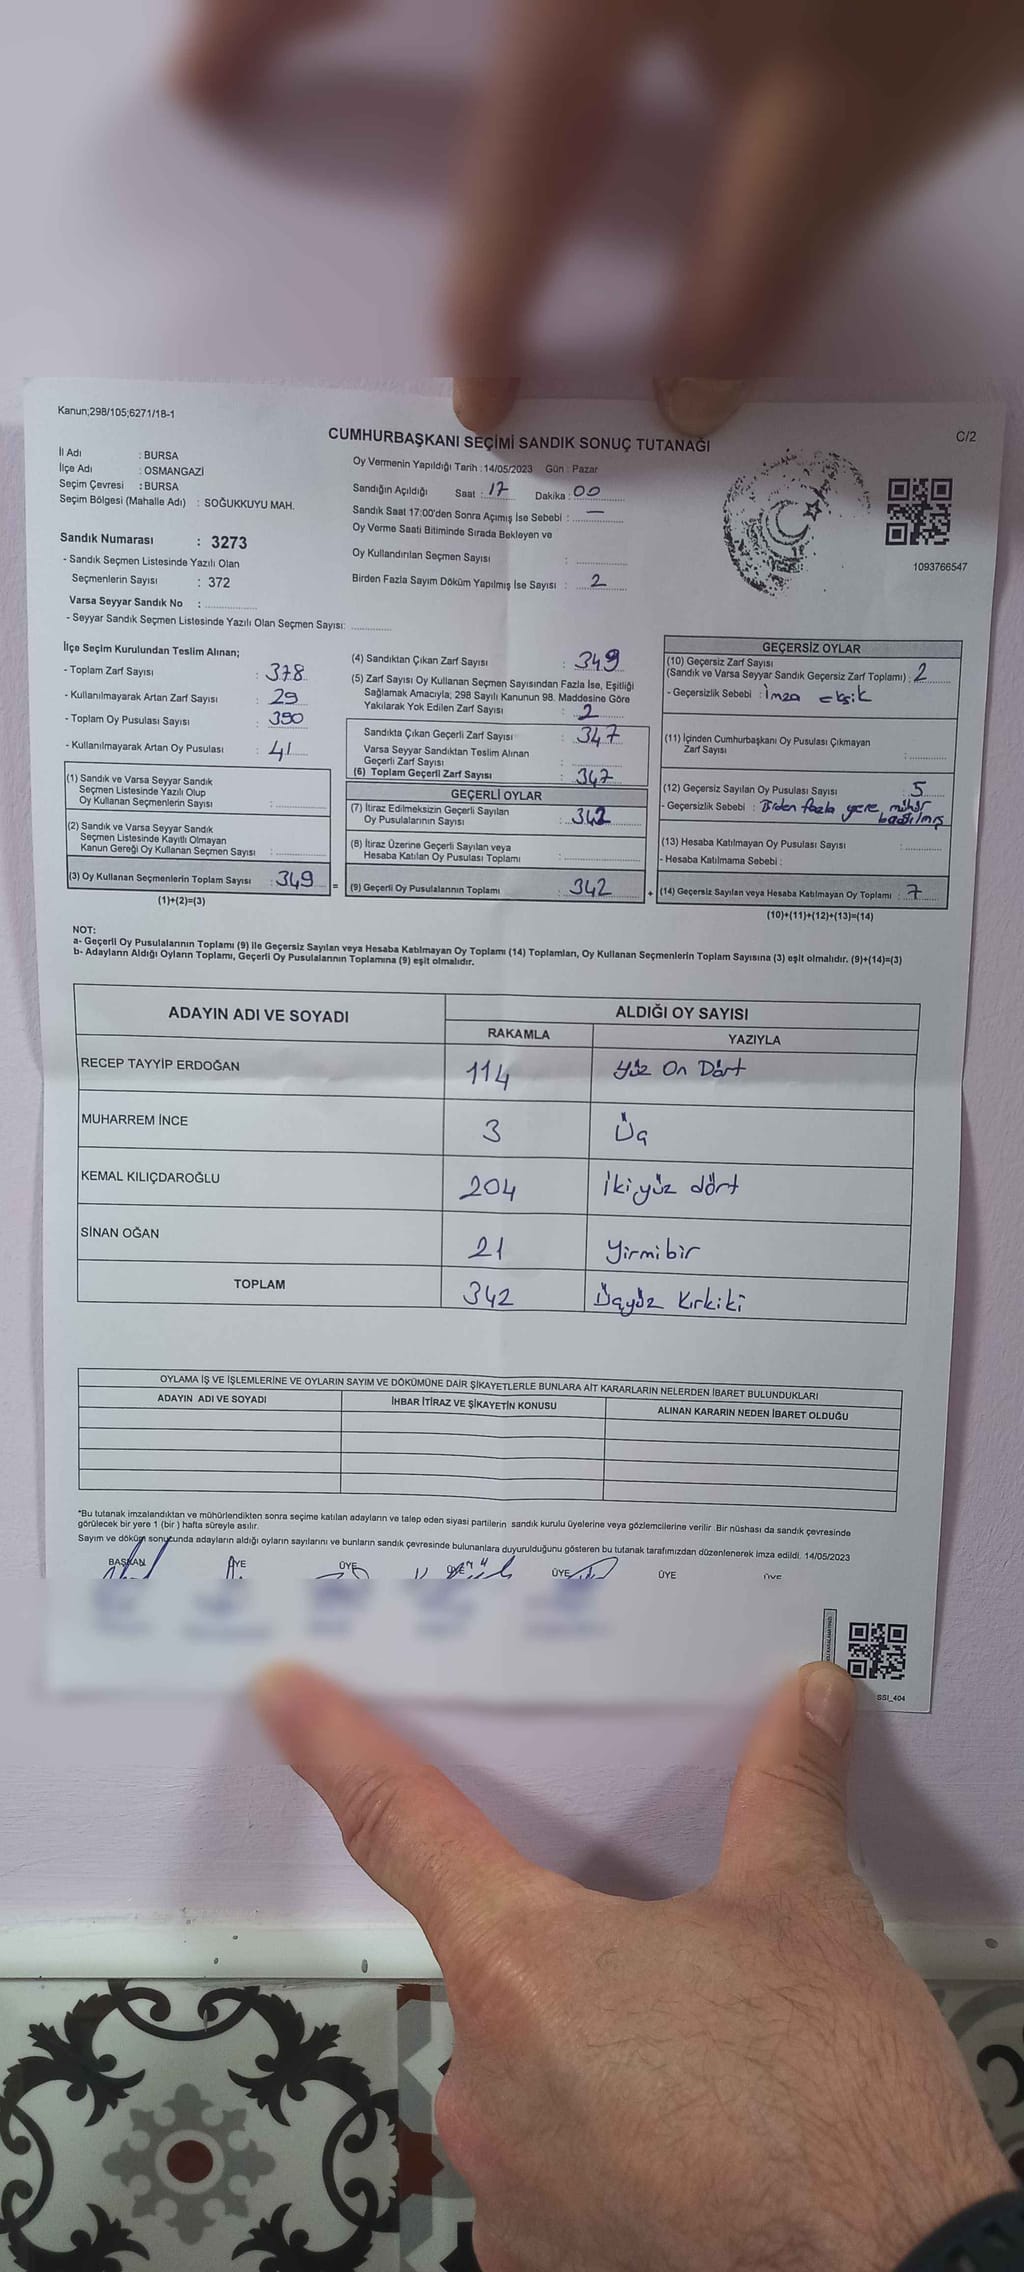 Kanun;298/105;6271/18-1
C/2
CUMHURBAŞKANI SEÇİMİ SANDIK SONUÇ TUTANAĞI
İl Adı : BURSA
İlçe Adı : OSMANGAZİ
Seçim Çevresi : BURSA
Seçim Bölgesi (Mahalle Adı) : SOĞUKKUYU MAH.
Sandık Numarası : 3273
- Sandık Seçmen Listesinde Yazılı Olan
Seçmenlerin Sayısı : 372
Varsa Seyyar Sandık No :
- Seyyar Sandık Seçmen Listesinde Yazılı Olan Seçmen Sayısı:
Oy Vermenin Yapıldığı Tarih : 14/05/2023 Gün : Pazar
Sandığın Açıldığı Saat : 17 Dakika : 00
Sandık Saat 17:00'den Sonra Açımış İse Sebebi : —
Oy Verme Saati Bitiminde Sırada Bekleyen ve
Oy Kullandırılan Seçmen Sayısı :
Birden Fazla Sayım Döküm Yapılmış İse Sayısı : 2
1093766547
İlçe Seçim Kurulundan Teslim Alınan;
- Toplam Zarf Sayısı : 378
- Kullanılmayarak Artan Zarf Sayısı : 29
- Toplam Oy Pusulası Sayısı : 390
- Kullanılmayarak Artan Oy Pusulası : 41
(1) Sandık ve Varsa Seyyar Sandık
Seçmen Listesinde Yazılı Olup
Oy Kullanan Seçmenlerin Sayısı :
(2) Sandık ve Varsa Seyyar Sandık
Seçmen Listesinde Kayıtlı Olmayan
Kanun Gereği Oy Kullanan Seçmen Sayısı :
(3) Oy Kullanan Seçmenlerin Toplam Sayısı : 349
(1)+(2)=(3)
=
(4) Sandıktan Çıkan Zarf Sayısı : 349
(5) Zarf Sayısı Oy Kullanan Seçmen Sayısından Fazla İse, Eşitliği
Sağlamak Amacıyla; 298 Sayılı Kanunun 98. Maddesine Göre
Yakılarak Yok Edilen Zarf Sayısı : 2
Sandıkta Çıkan Geçerli Zarf Sayısı : 347
Varsa Seyyar Sandıktan Teslim Alınan
Geçerli Zarf Sayısı :
(6) Toplam Geçerli Zarf Sayısı : 347
GEÇERLİ OYLAR
(7) İtiraz Edilmeksizin Geçerli Sayılan
Oy Pusulalarının Sayısı : 342
(8) İtiraz Üzerine Geçerli Sayılan veya
Hesaba Katılan Oy Pusulası Toplamı :
(9) Geçerli Oy Pusulalarının Toplamı : 342
+
GEÇERSİZ OYLAR
(10) Geçersiz Zarf Sayısı
(Sandık ve Varsa Seyyar Sandık Geçersiz Zarf Toplamı) : 2
- Geçersizlik Sebebi : İmza eksik
(11) İçinden Cumhurbaşkanı Oy Pusulası Çıkmayan
Zarf Sayısı :
(12) Geçersiz Sayılan Oy Pusulası Sayısı : 5
- Geçersizlik Sebebi : Birden fazla yere mühür
basılmış
(13) Hesaba Katılmayan Oy Pusulası Sayısı :
- Hesaba Katılmama Sebebi :
(14) Geçersiz Sayılan veya Hesaba Katılmayan Oy Toplamı : 7
(10)+(11)+(12)+(13)=(14)
NOT:
a- Geçerli Oy Pusulalarının Toplamı (9) ile Geçersiz Sayılan veya Hesaba Katılmayan Oy Toplamı (14) Toplamları, Oy Kullanan Seçmenlerin Toplam Sayısına (3) eşit olmalıdır. (9)+(14)=(3)
b- Adayların Aldığı Oyların Toplamı, Geçerli Oy Pusulalarının Toplamına (9) eşit olmalıdır.
ADAYIN ADI VE SOYADI
ALDIĞI OY SAYISI
RAKAMLA YAZIYLA
RECEP TAYYİP ERDOĞAN 114 Yüz On Dört
MUHARREM İNCE 3 Üç
KEMAL KILIÇDAROĞLU 204 İkiyüz dört
SİNAN OĞAN 21 Yirmibir
TOPLAM 342 Üçyüz Kırkiki
OYLAMA İŞ VE İŞLEMLERİNE VE OYLARIN SAYIM VE DÖKÜMÜNE DAİR ŞİKAYETLERLE BUNLARA AİT KARARLARIN NELERDEN İBARET BULUNDUKLARI
ADAYIN ADI VE SOYADI İHBAR İTİRAZ VE ŞİKAYETİN KONUSU ALINAN KARARIN NEDEN İBARET OLDUĞU
*Bu tutanak imzalandıktan ve mühürlendikten sonra seçime katılan adayların ve talep eden siyasi partilerin sandık kurulu üyelerine veya gözlemcilerine verilir. Bir nüshası da sandık çevresinde
görülecek bir yere 1 (bir) hafta süreyle asılır.
Sayım ve döküm sonucunda adayların aldığı oyların sayılarını ve bunların sandık çevresinde bulunanlara duyurulduğunu gösteren bu tutanak tarafımızdan düzenlenerek imza edildi. 14/05/2023
BAŞKAN ÜYE ÜYE ÜYE ÜYE ÜYE ÜYE
SSI_404